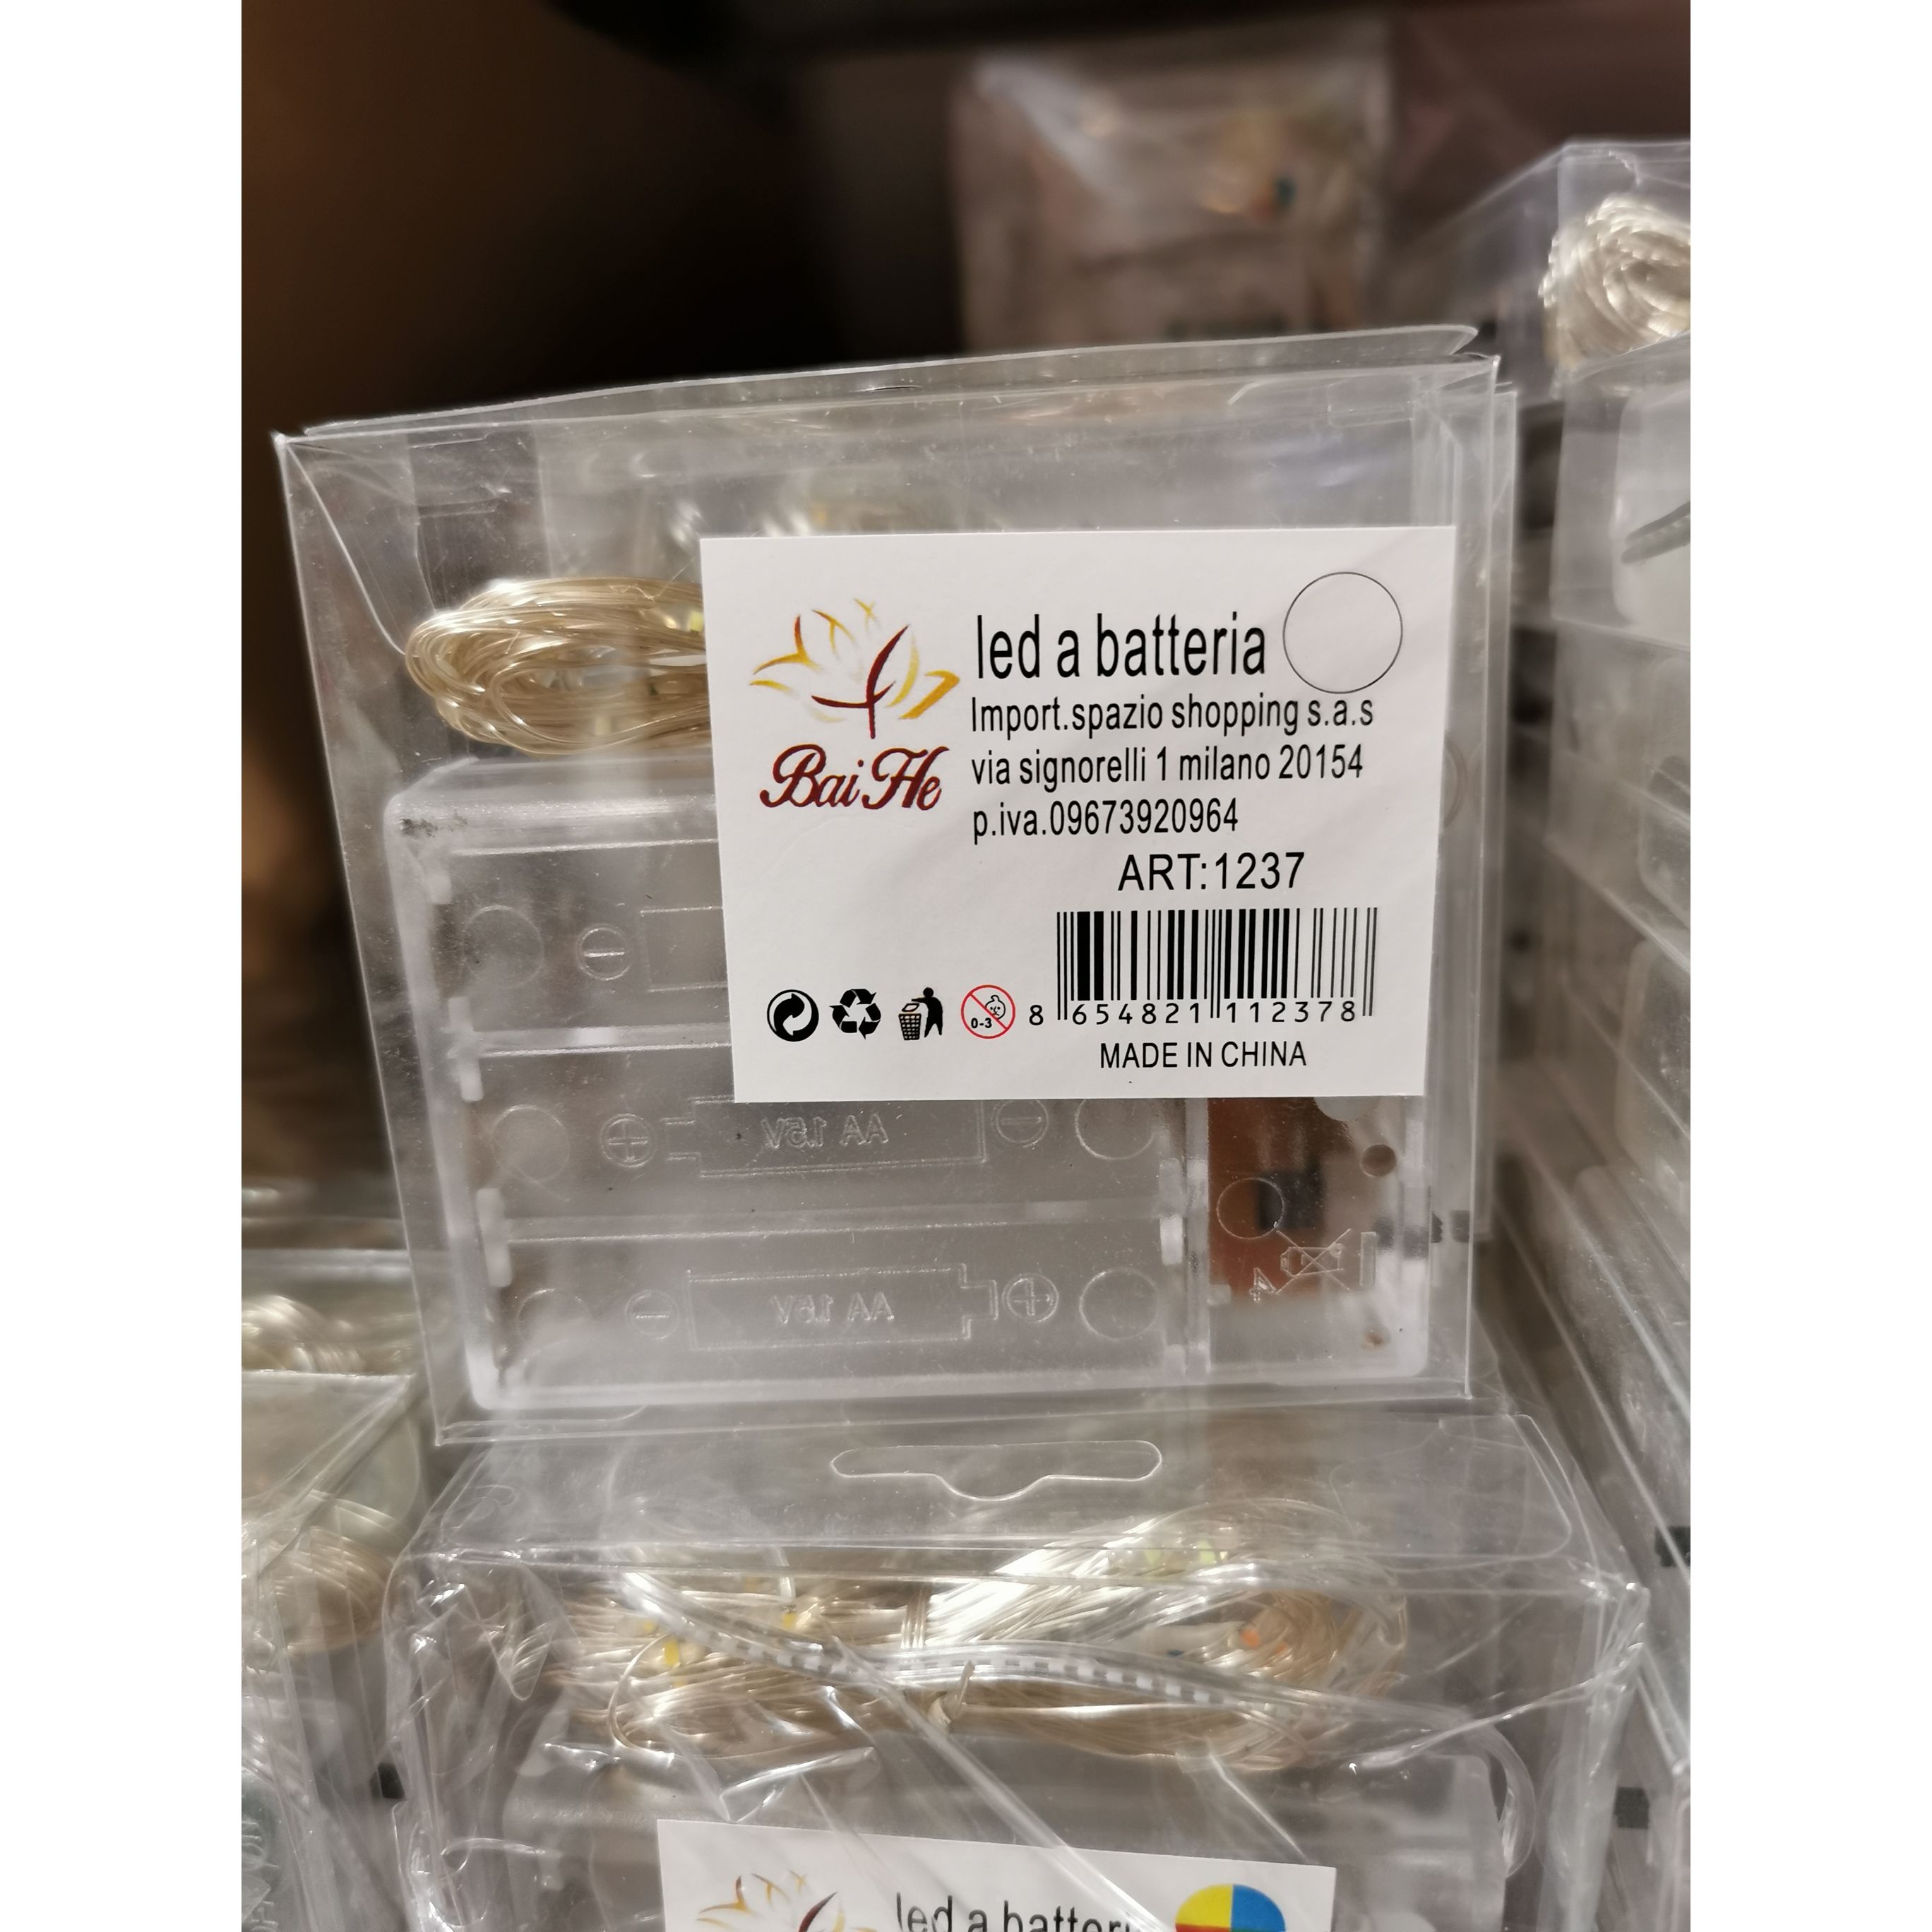 led a batteria
Import.spazio shopping s.a.s
via signorelli 1 milano 20154
p.iva.09673920964
Bai He
ART:1237
0-3
8 654821 112378
MADE IN CHINA
AA 1.5V
AA 1.5V
led a batteri